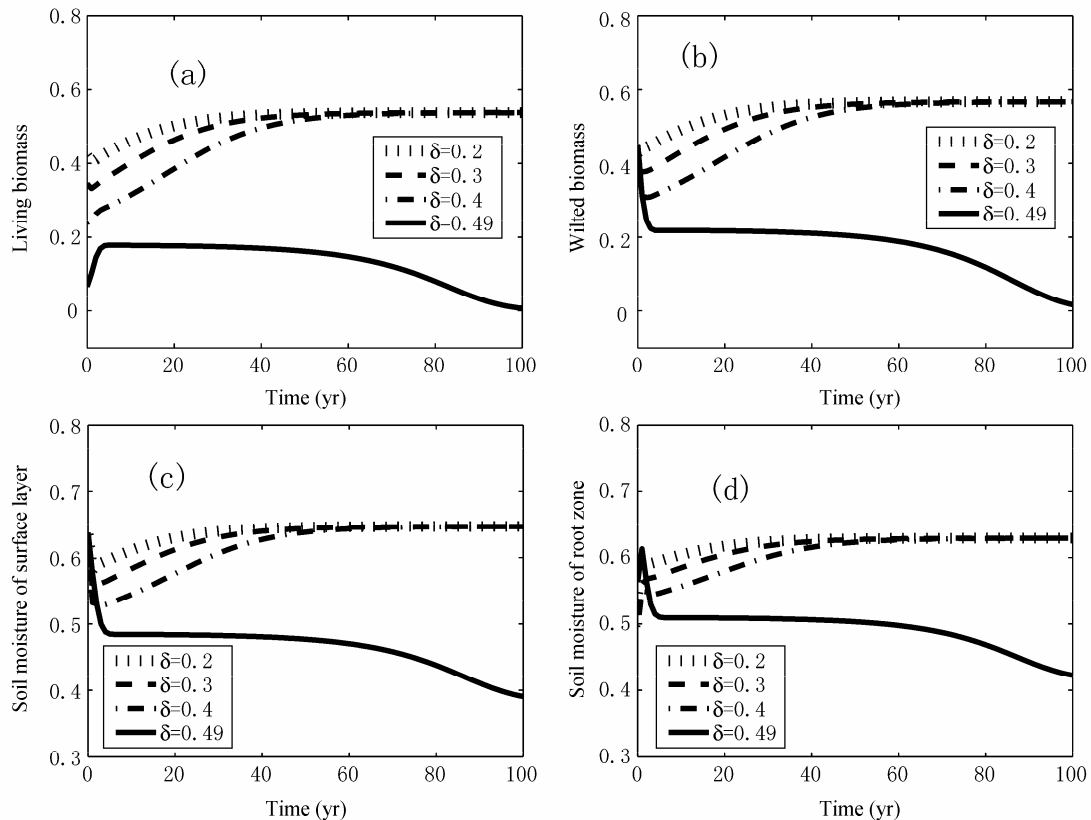 0.8
0.6
0.4
0.2
0
Living biomass
(a)
δ=0.2
δ=0.3
δ=0.4
δ-0.49
0 20 40 60 80 100
Time (yr)
0.8
0.6
0.4
0.2
0
Wilted biomass
(b)
δ=0.2
δ=0.3
δ=0.4
δ=0.49
0 20 40 60 80 100
Time (yr)
0.8
0.7
0.6
0.5
0.4
0.3
Soil moisture of surface layer
(c)
δ=0.2
δ=0.3
δ=0.4
δ=0.49
0 20 40 60 80 100
Time (yr)
0.8
0.7
0.6
0.5
0.4
0.3
Soil moisture of root zone
(d)
δ=0.2
δ=0.3
δ=0.4
δ=0.49
0 20 40 60 80 100
Time (yr)